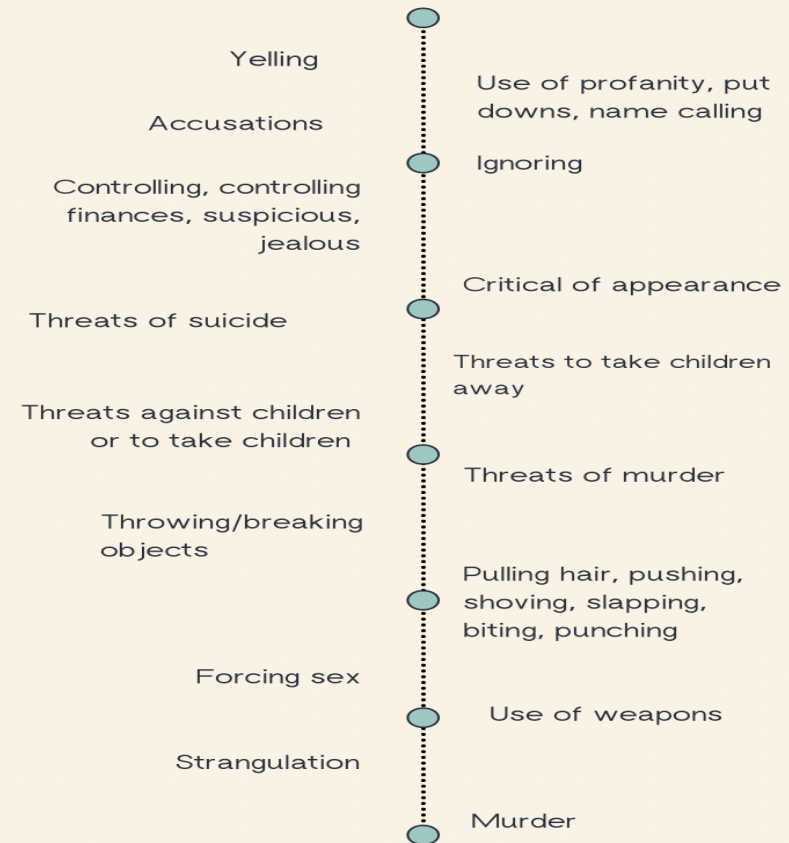 Yelling
Use of profanity, put
downs, name calling
Accusations
Ignoring
Controlling, controlling
finances, suspicious,
jealous
Critical of appearance
Threats of suicide
Threats to take children
away
Threats against children
or to take children
Threats of murder
Throwing/breaking
objects
Pulling hair, pushing,
shoving, slapping,
biting, punching
Forcing sex
Use of weapons
Strangulation
Murder